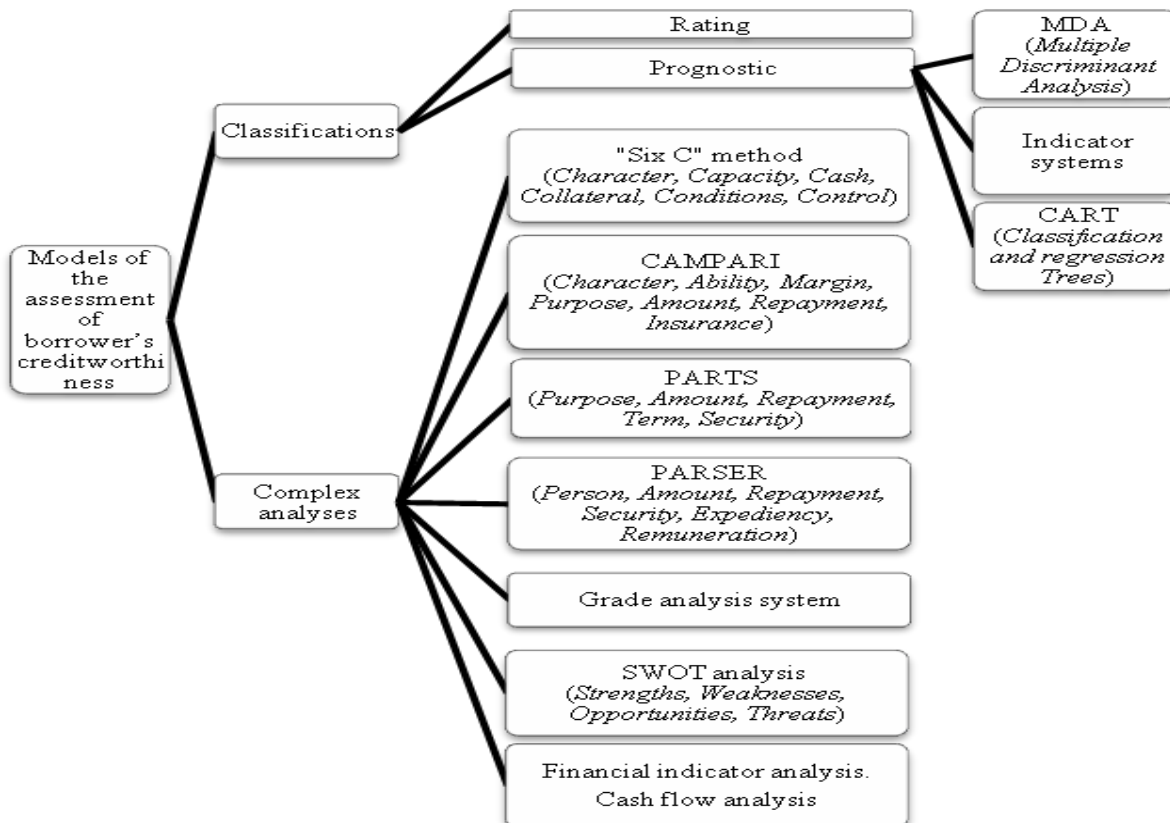 Models of
the
assessment
of
borrower's
creditworthi
ness
Classifications
Complex
analyses
Rating
Prognostic
"Six C" method
(Character, Capacity, Cash,
Collateral, Conditions, Control)
CAMPARI
(Character, Ability, Margin,
Purpose, Amount, Repayment,
Insurance)
PARTS
(Purpose, Amount, Repayment,
Term, Security)
PARSER
(Person, Amount, Repayment,
Security, Expediency,
Remuneration)
Grade analysis system
SWOT analysis
(Strengths, Weaknesses,
Opportunities, Threats)
Financial indicator analysis.
Cash flow analysis
MDA
(Multiple
Discriminant
Analysis)
Indicator
systems
CART
(Classification
and regression
Trees)